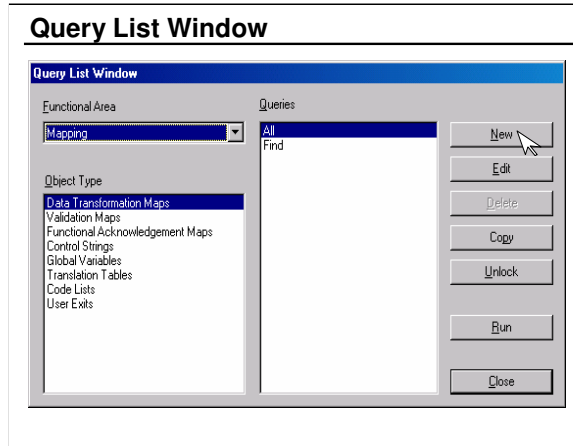 Query List Window
Query List Window
Functional Area
Mapping
Object Type
Data Transformation Maps
Validation Maps
Functional Acknowledgement Maps
Control Strings
Global Variables
Translation Tables
Code Lists
User Exits
Queries
All
Find
New
Edit
Delete
Copy
Unlock
Run
Close